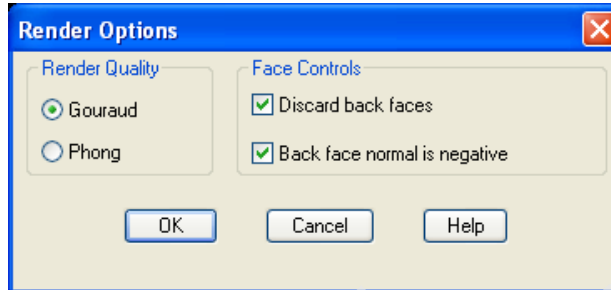 Render Options
Render Quality
Gouraud
Phong
Face Controls
Discard back faces
Back face normal is negative
OK
Cancel
Help